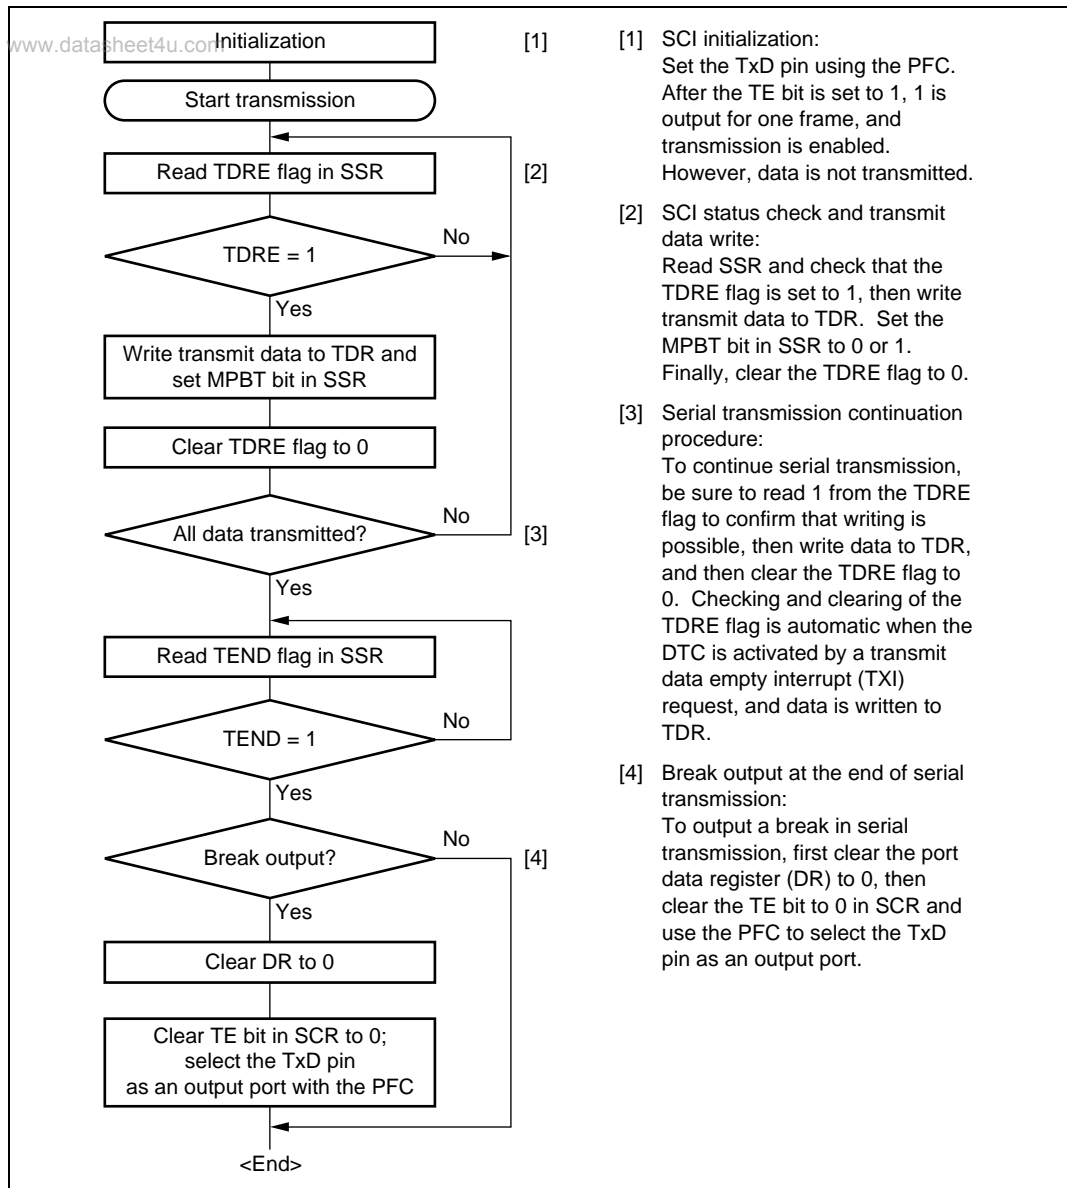 www.datasheet4u.com
Initialization
[1]
Start transmission
Read TDRE flag in SSR
[2]
TDRE = 1
No
Yes
Write transmit data to TDR and
set MPBT bit in SSR
Clear TDRE flag to 0
All data transmitted?
No
[3]
Yes
Read TEND flag in SSR
TEND = 1
No
Yes
Break output?
No
[4]
Yes
Clear DR to 0
Clear TE bit in SCR to 0;
select the TxD pin
as an output port with the PFC
<End>
[1] SCI initialization:
Set the TxD pin using the PFC.
After the TE bit is set to 1, 1 is
output for one frame, and
transmission is enabled.
However, data is not transmitted.
[2] SCI status check and transmit
data write:
Read SSR and check that the
TDRE flag is set to 1, then write
transmit data to TDR. Set the
MPBT bit in SSR to 0 or 1.
Finally, clear the TDRE flag to 0.
[3] Serial transmission continuation
procedure:
To continue serial transmission,
be sure to read 1 from the TDRE
flag to confirm that writing is
possible, then write data to TDR,
and then clear the TDRE flag to
0. Checking and clearing of the
TDRE flag is automatic when the
DTC is activated by a transmit
data empty interrupt (TXI)
request, and data is written to
TDR.
[4] Break output at the end of serial
transmission:
To output a break in serial
transmission, first clear the port
data register (DR) to 0, then
clear the TE bit to 0 in SCR and
use the PFC to select the TxD
pin as an output port.